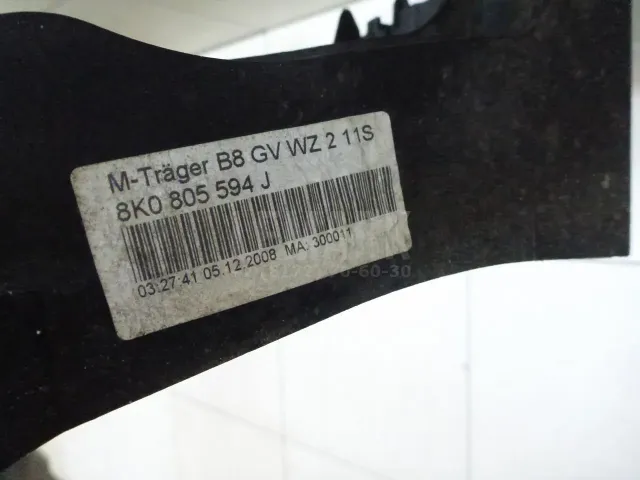 M-Träger B8 GV WZ 2 11S
8K0 805 594 J
03:27:41 05.12.2008 MA: 300011